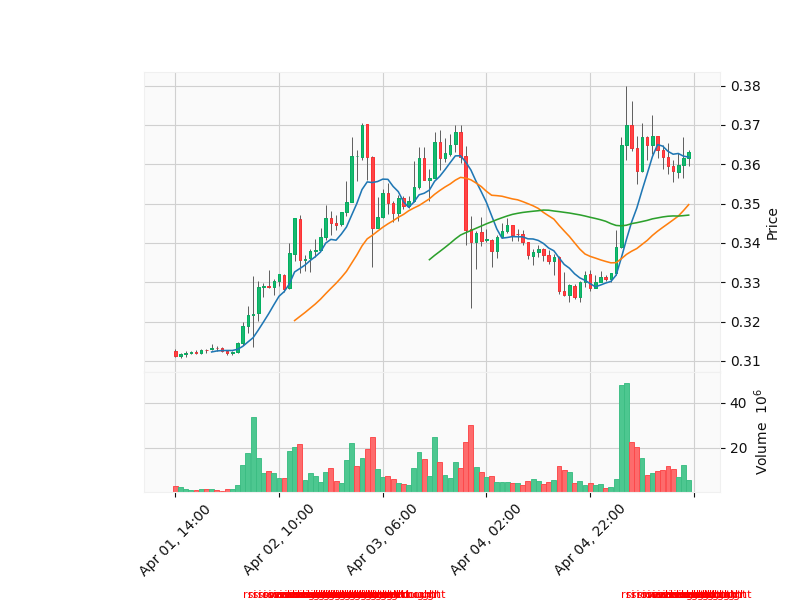 0.38
0.37
0.36
0.35
0.34
0.33
0.32
0.31
Price
40
20
Volume 10⁶
Apr 01, 14:00
Apr 02, 10:00
Apr 03, 06:00
Apr 04, 02:00
Apr 04, 22:00